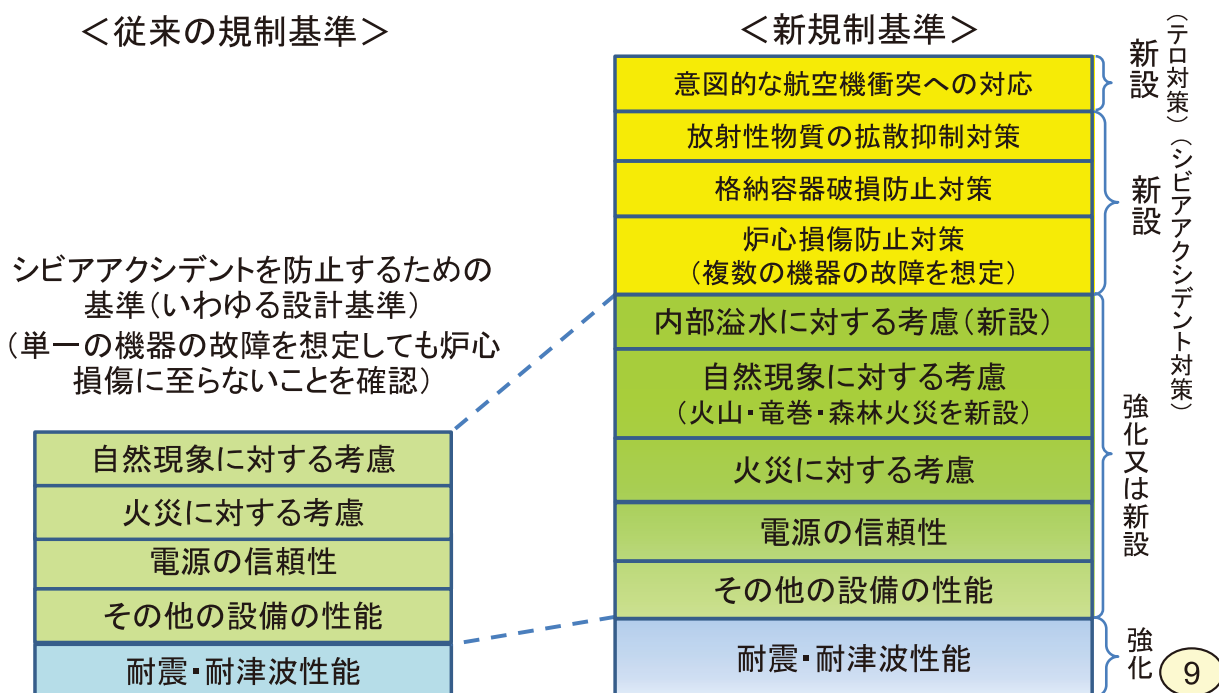 ＜従来の規制基準＞
シビアアクシデントを防止するための
基準（いわゆる設計基準）
（単一の機器の故障を想定しても炉心
損傷に至らないことを確認）
自然現象に対する考慮
火災に対する考慮
電源の信頼性
その他の設備の性能
耐震・耐津波性能
＜新規制基準＞
意図的な航空機衝突への対応
放射性物質の拡散抑制対策
格納容器破損防止対策
炉心損傷防止対策
（複数の機器の故障を想定）
内部溢水に対する考慮（新設）
自然現象に対する考慮
（火山・竜巻・森林火災を新設）
火災に対する考慮
電源の信頼性
その他の設備の性能
耐震・耐津波性能
新設
（テロ対策）
新設
（シビアアクシデント対策）
強化又は新設
強化
9